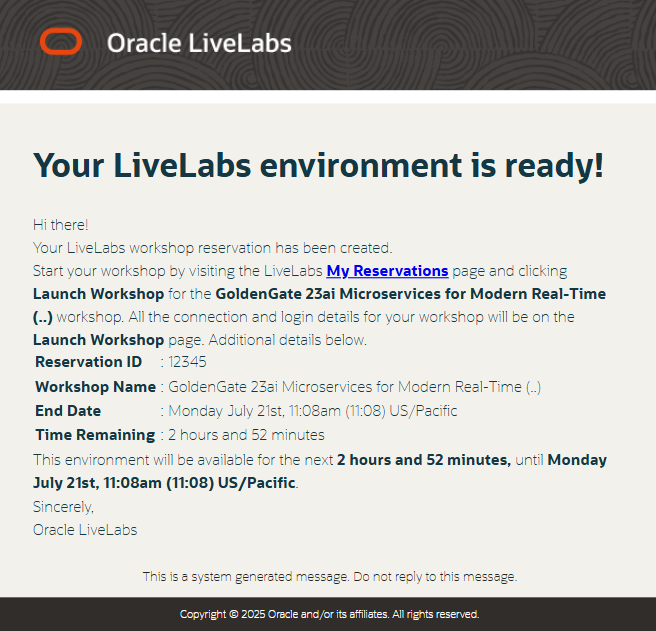 Oracle LiveLabs
Your LiveLabs environment is ready!
Hi there!
Your LiveLabs workshop reservation has been created.
Start your workshop by visiting the LiveLabs My Reservations page and clicking
Launch Workshop for the GoldenGate 23ai Microservices for Modern Real-Time
(..) workshop. All the connection and login details for your workshop will be on the
Launch Workshop page. Additional details below.
Reservation ID : 12345
Workshop Name : GoldenGate 23ai Microservices for Modern Real-Time (..)
End Date : Monday July 21st, 11:08am (11:08) US/Pacific
Time Remaining : 2 hours and 52 minutes
This environment will be available for the next 2 hours and 52 minutes, until Monday
July 21st, 11:08am (11:08) US/Pacific.
Sincerely,
Oracle LiveLabs
This is a system generated message. Do not reply to this message.
Copyright © 2025 Oracle and/or its affiliates. All rights reserved.